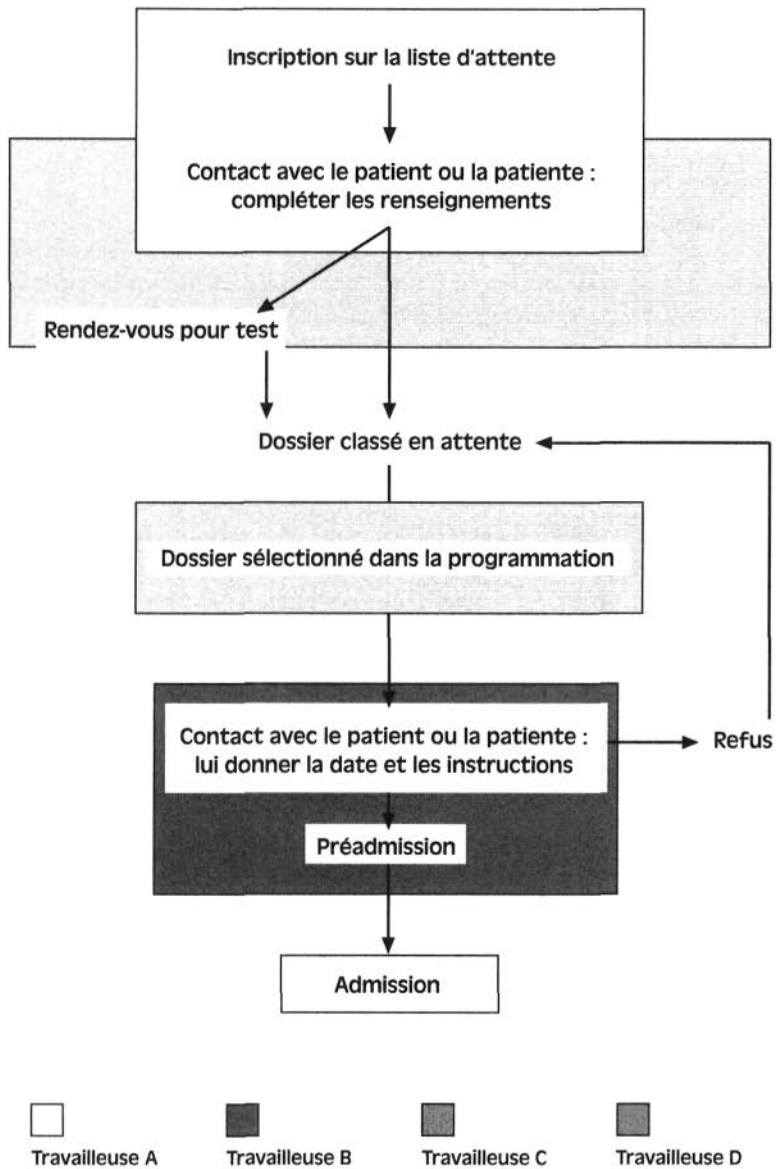 Inscription sur la liste d'attente
Contact avec le patient ou la patiente :
compléter les renseignements
Rendez-vous pour test
Dossier classé en attente
Dossier sélectionné dans la programmation
Contact avec le patient ou la patiente :
lui donner la date et les instructions
Refus
Préadmission
Admission
Travailleuse A
Travailleuse B
Travailleuse C
Travailleuse D